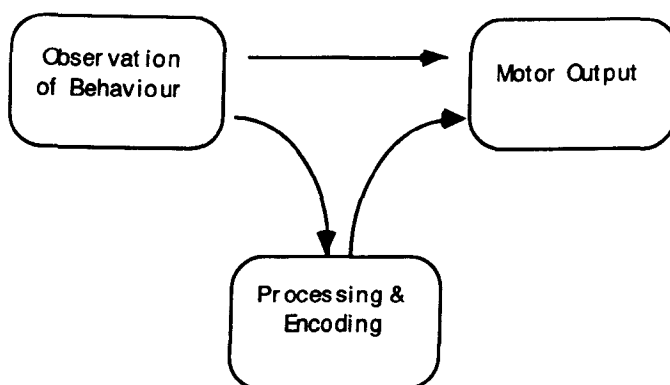 Observation
of Behaviour
Motor Output
Processing &
Encoding